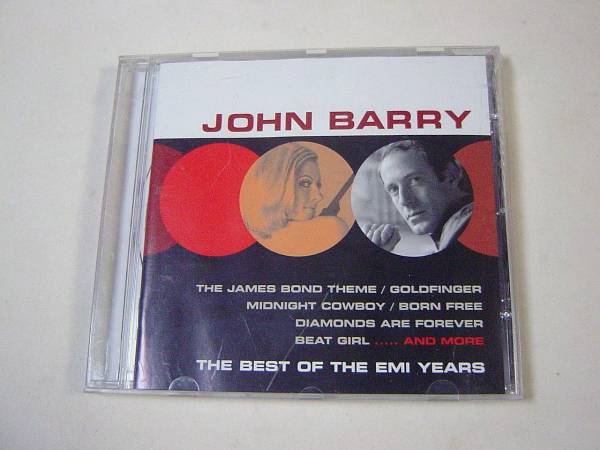 JOHN BARRY
THE JAMES BOND THEME / GOLDFINGER
MIDNIGHT COWBOY / BORN FREE
DIAMONDS ARE FOREVER
BEAT GIRL ..... AND MORE
THE BEST OF THE EMI YEARS